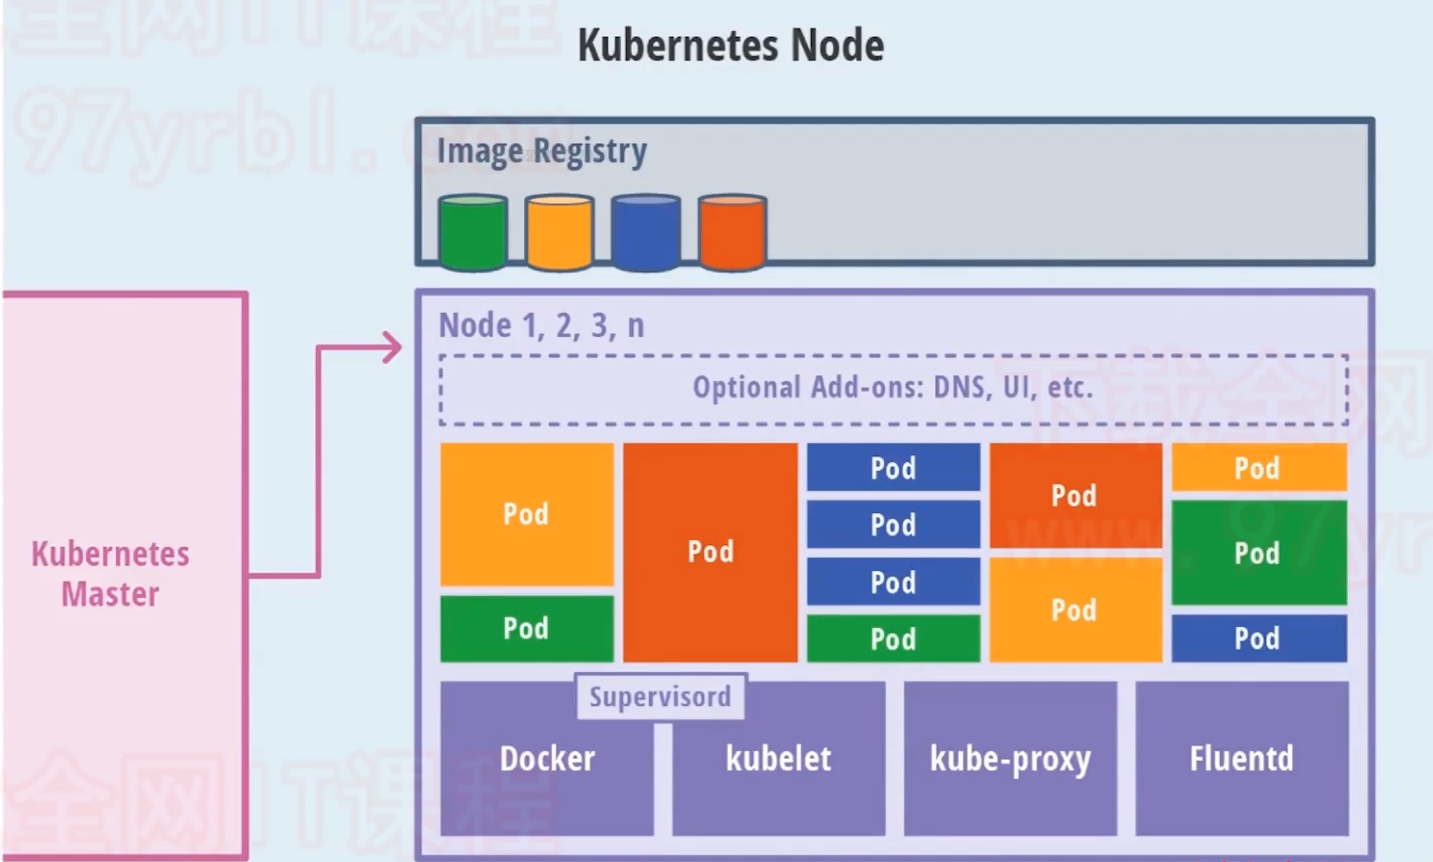 全网IT课程
Kubernetes Node
97yrbl.com
Image Registry
Node 1, 2, 3, n
Optional Add-ons: DNS, UI, etc.
下载全网
Pod
Pod
Pod
Pod
Pod
Pod
Pod
Pod
Pod
Pod
Pod
Pod
Pod
www.97yr
Kubernetes
Master
Supervisord
Docker
kubelet
kube-proxy
Fluentd
全网IT课程